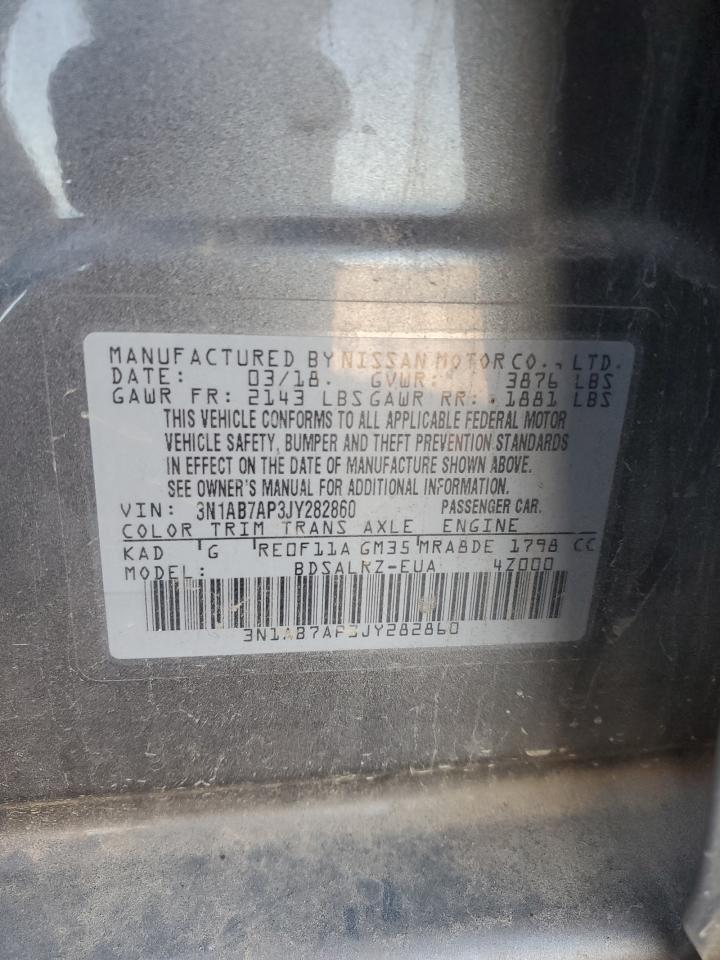 MANUFACTURED BY NISSAN MOTOR CO., LTD.
DATE: 03/18. GVWR: 3876 LBS
GAWR FR: 2143 LBS GAWR RR: 1881 LBS
THIS VEHICLE CONFORMS TO ALL APPLICABLE FEDERAL MOTOR
VEHICLE SAFETY, BUMPER AND THEFT PREVENTION STANDARDS
IN EFFECT ON THE DATE OF MANUFACTURE SHOWN ABOVE.
SEE OWNER'S MANUAL FOR ADDITIONAL INFORMATION.
VIN: 3N1AB7AP3JY282860 PASSENGER CAR.
COLOR TRIM TRANS AXLE ENGINE
KAD G RE0F11A GM35 MRA8DE 1798 CC
MODEL: BDSALRZ-EUA 4Z000
3N1AB7AP3JY282860